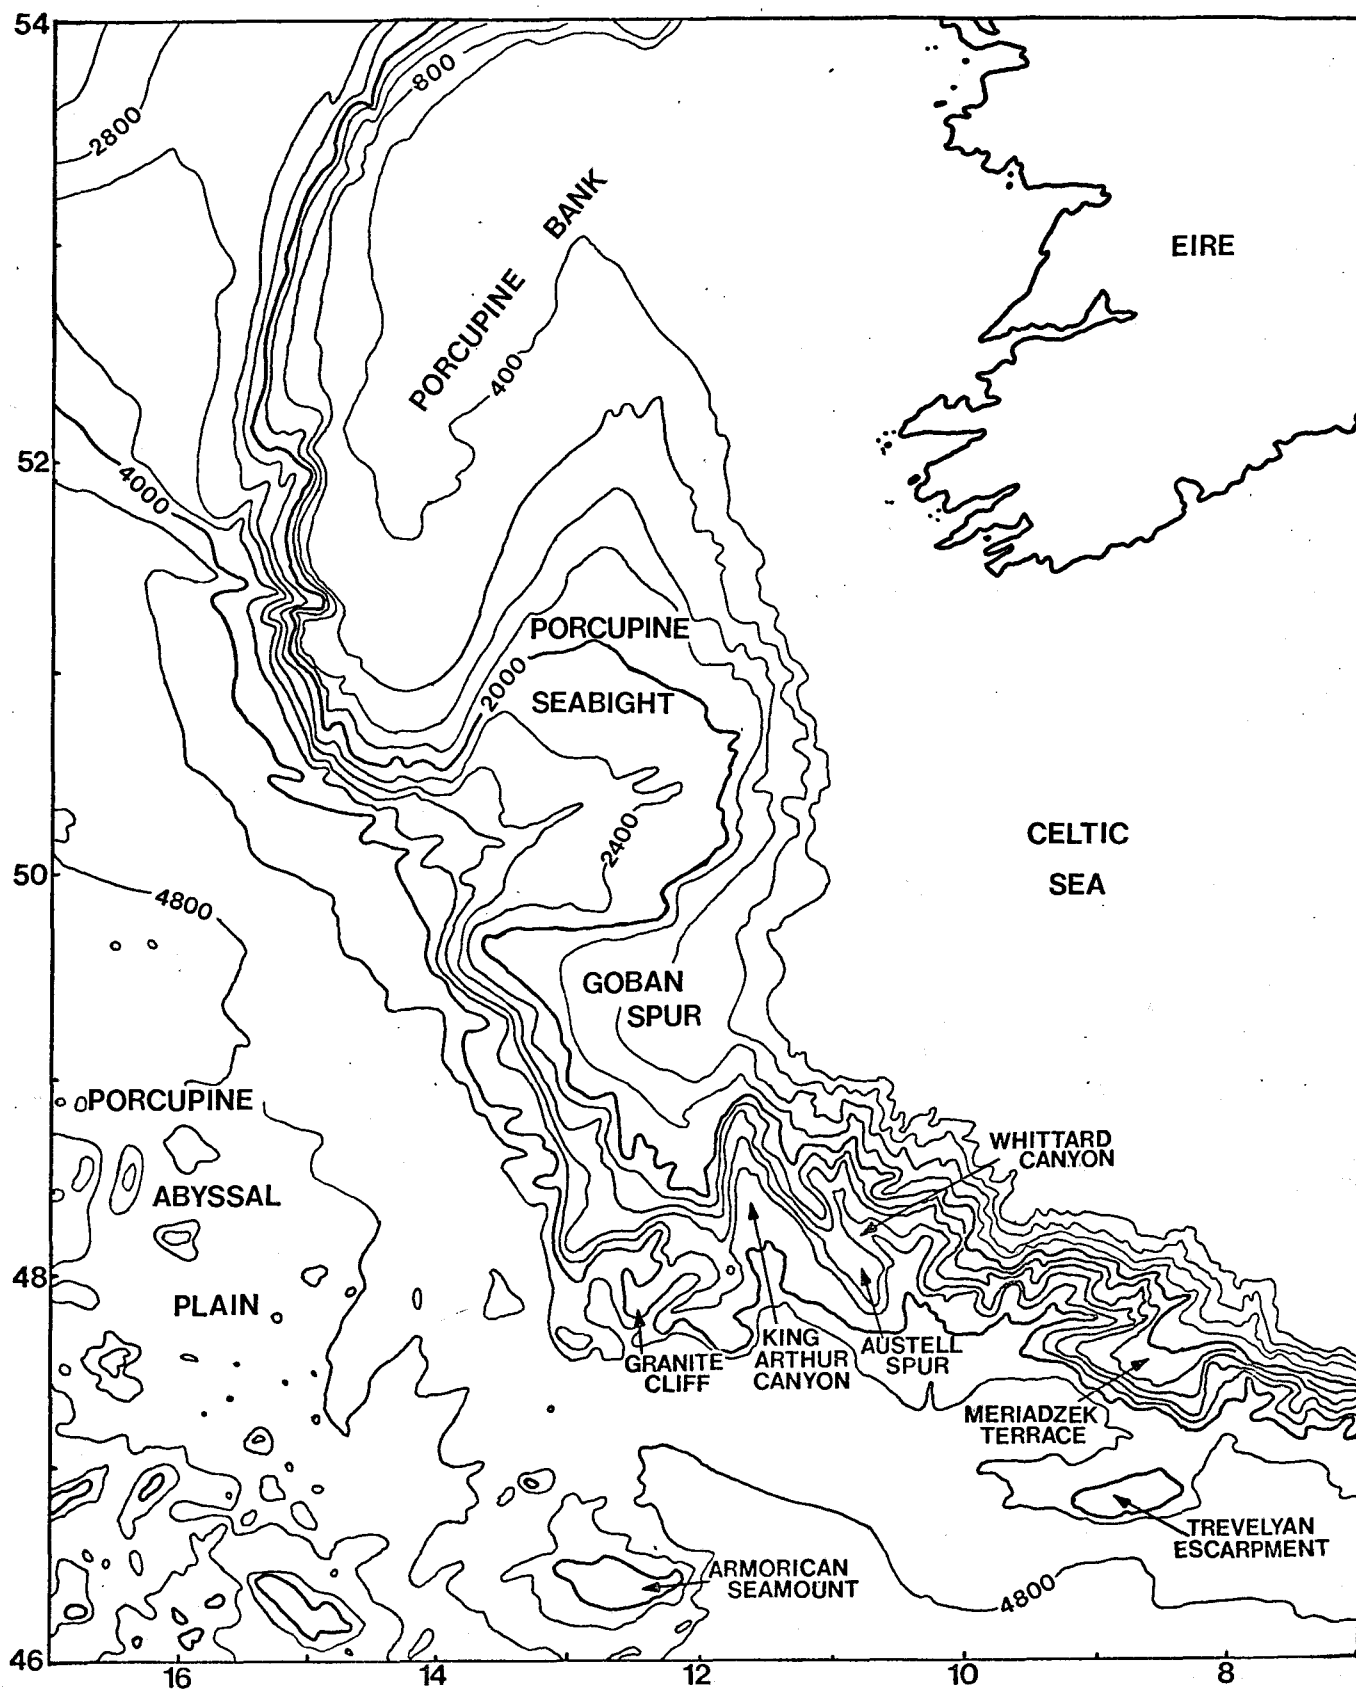 54
800
2800
BANK
PORCUPINE
EIRE
400
52
4000
PORCUPINE
2000
SEABIGHT
2400
CELTIC
SEA
50
4800
GOBAN
SPUR
PORCUPINE
WHITTARD
CANYON
ABYSSAL
48
PLAIN
KING
ARTHUR
CANYON
AUSTELL
SPUR
GRANITE
CLIFF
MERIADZEK
TERRACE
TREVELYAN
ESCARPMENT
ARMORICAN
SEAMOUNT
4800
46
16
14
12
10
8